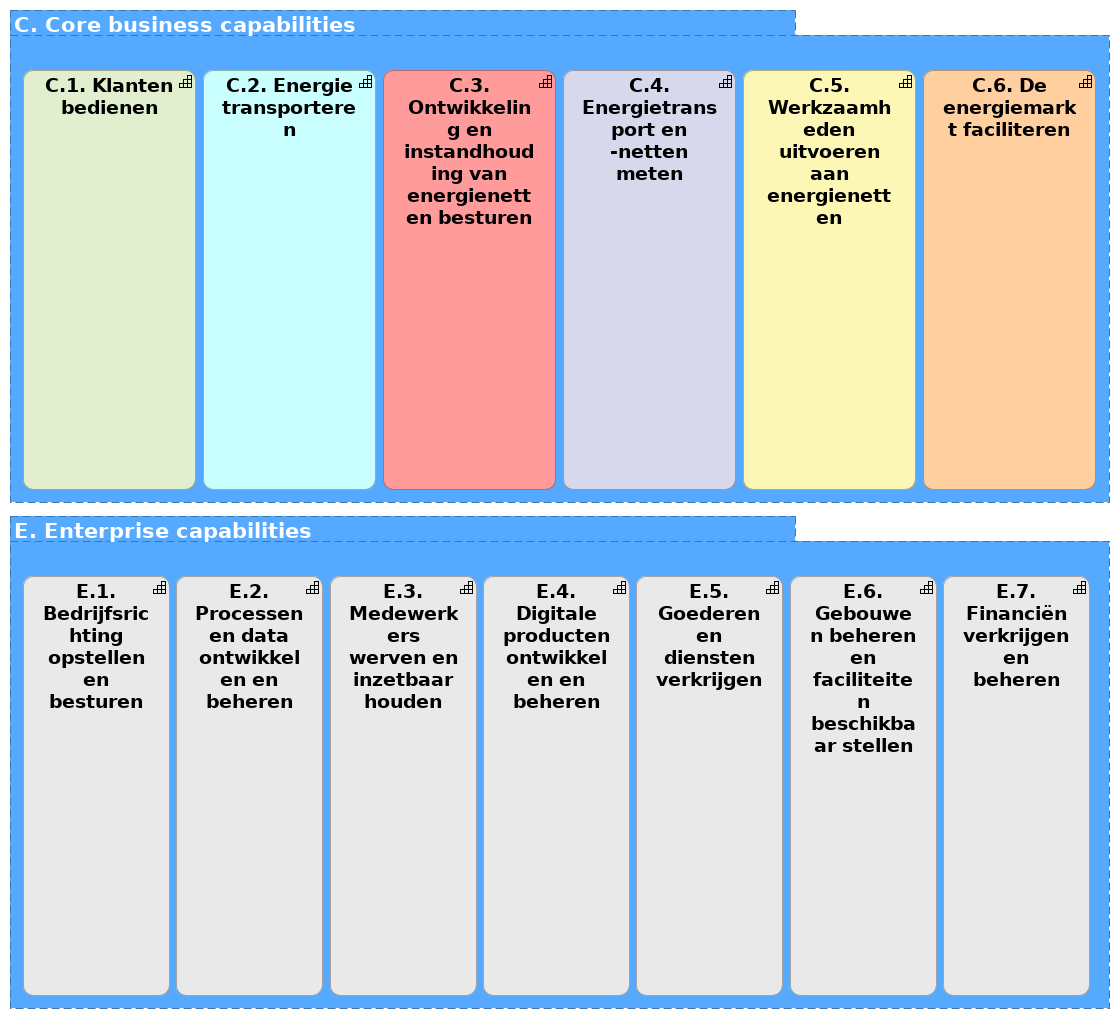 C. Core business capabilities
C.1. Klanten
bedienen
C.2. Energie
transportere
n
C.3.
Ontwikkelin
g en
instandhoud
ing van
energienett
en besturen
C.4.
Energietrans
port en
-netten
meten
C.5.
Werkzaamh
eden
uitvoeren
aan
energienett
en
C.6. De
energiemark
t faciliteren
E. Enterprise capabilities
E.1.
Bedrijfsric
hting
opstellen
en
besturen
E.2.
Processen
en data
ontwikkel
en en
beheren
E.3.
Medewerk
ers
werven en
inzetbaar
houden
E.4.
Digitale
producten
ontwikkel
en en
beheren
E.5.
Goederen
en
diensten
verkrijgen
E.6.
Gebouwe
n beheren
en
faciliteite
n
beschikba
ar stellen
E.7.
Financiën
verkrijgen
en
beheren